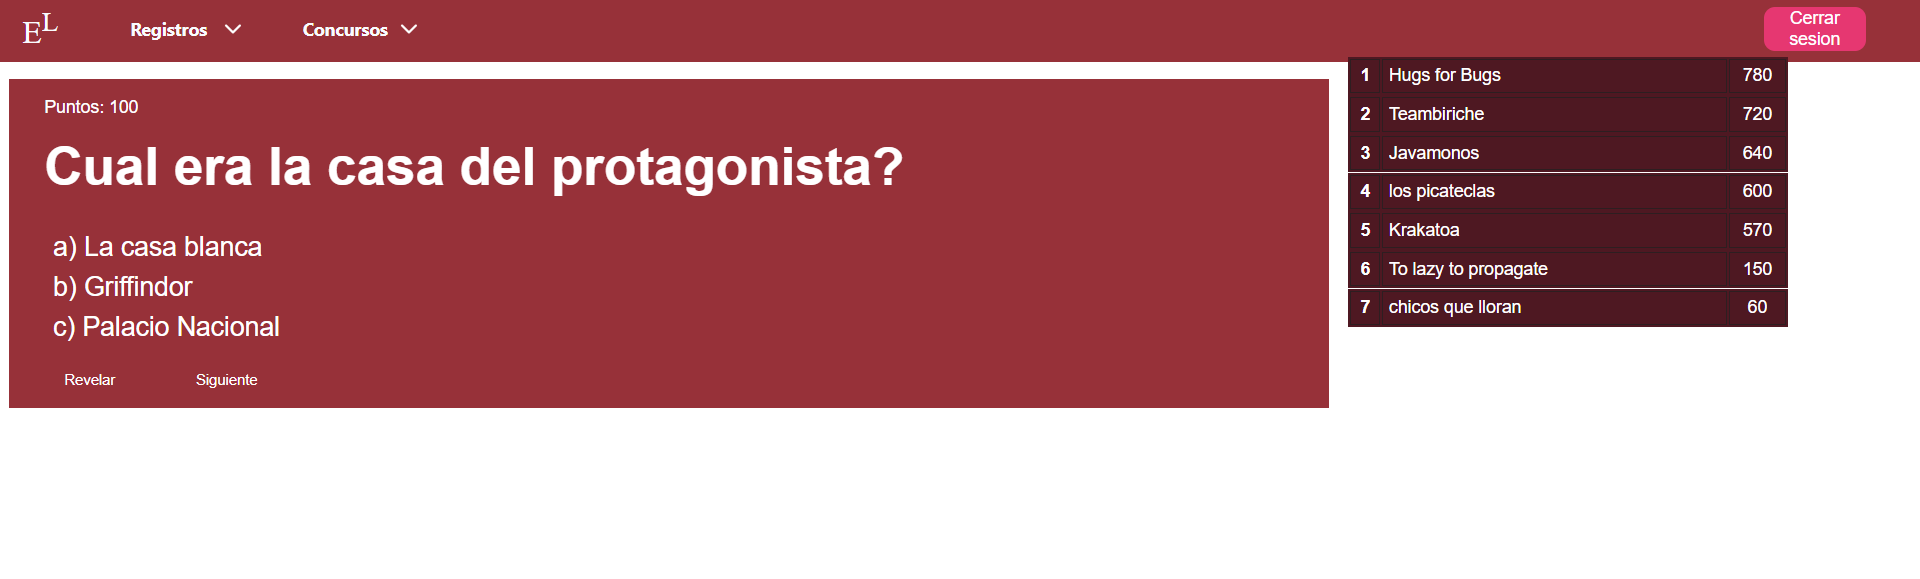 EL
Registros
Concursos
Cerrar
sesion
Puntos: 100
Cual era la casa del protagonista?
a) La casa blanca
b) Griffindor
c) Palacio Nacional
Revelar
Siguiente
1 Hugs for Bugs 780
2 Teambiriche 720
3 Javamonos 640
4 los picateclas 600
5 Krakatoa 570
6 To lazy to propagate 150
7 chicos que lloran 60